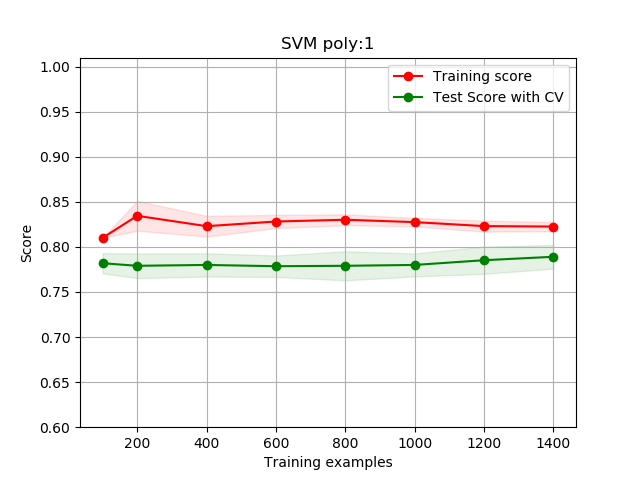 SVM poly:1
Training score
Test Score with CV
1.00
0.95
0.90
0.85
0.80
0.75
0.70
0.65
0.60
Score
200 400 600 800 1000 1200 1400
Training examples